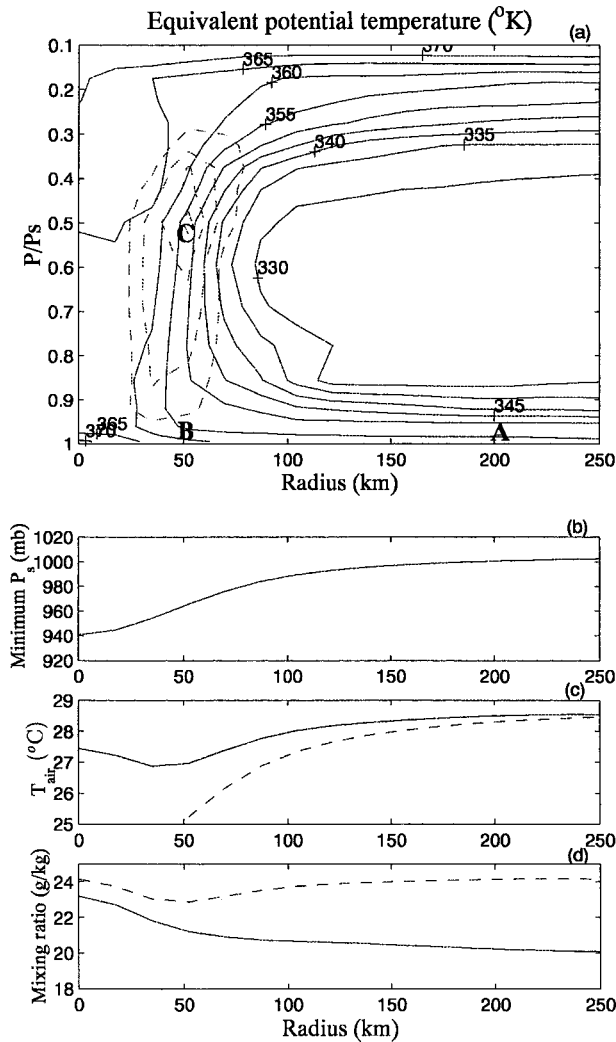 Equivalent potential temperature (°K)
(a)
0.1
0.2
0.3
0.4
0.5
0.6
0.7
0.8
0.9
1
P/Ps
365
370
360
355
340
335
C
330
345
365
370
B
A
0 50 100 150 200 250
Radius (km)
(b)
1020
1000
980
960
940
920
Minimum Ps (mb)
0 50 100 150 200 250
(c)
29
28
27
26
25
Tair (°C)
0 50 100 150 200 250
(d)
24
22
20
18
Mixing ratio (g/kg)
0 50 100 150 200 250
Radius (km)